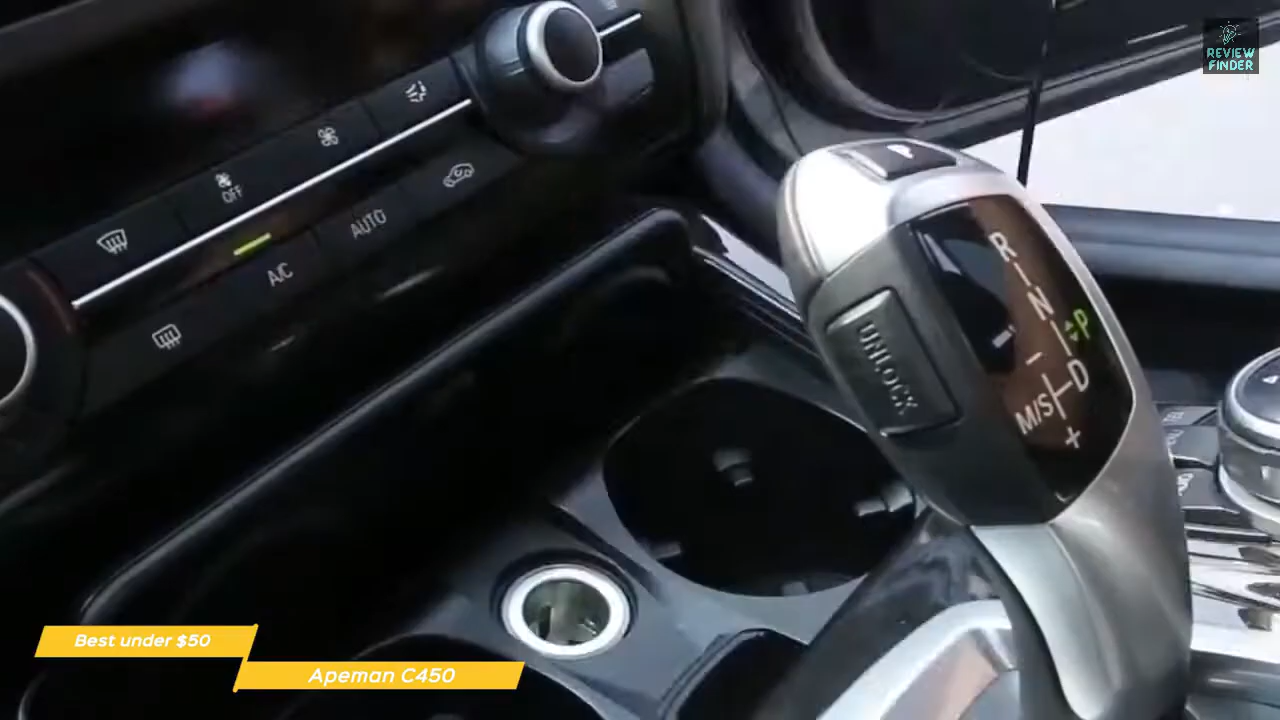 REVIEW
FINDER
OFF
AUTO
A/C
R
N
P
D
M/S
+
UNLOCK
Best under $50
Apeman C450